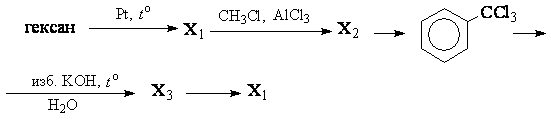 гексан Pt, t° X₁ CH₃Cl, AlCl₃ X₂ CCl₃
изб. KOH, t° H₂O X₃ X₁